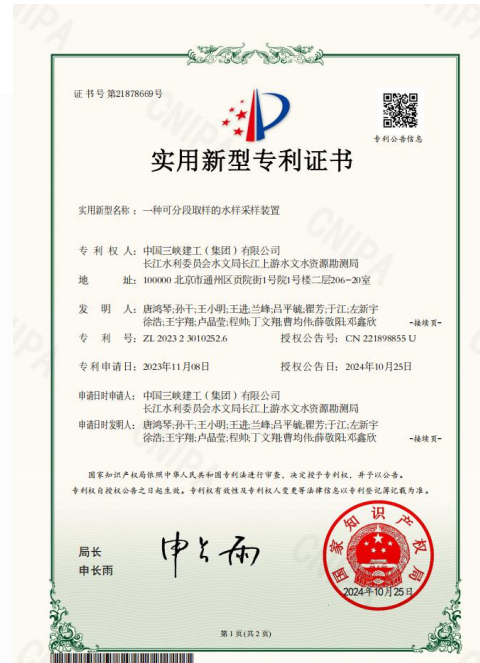 证书号第21878669号
专利公告信息
实用新型专利证书
实用新型名称：一种可分段取样的水样采样装置
专利权人：中国三峡建工（集团）有限公司
长江水利委员会水文局长江上游水文水资源勘测局
地址：100000 北京市通州区贡院街1号院1号楼二层206-20室
发明人：唐鸿琴;孙干;王小明;王进;兰峰;吕平毓;瞿芳;于江;左新宇
徐浩;王宇翔;卢晶莹;程帅;丁文翔;曹均伟;薛敬阳;邓鑫欣 -接续页-
专利号：ZL 2023 2 3010252.6 授权公告号：CN 221898855 U
专利申请日：2023年11月08日 授权公告日：2024年10月25日
申请日时申请人：中国三峡建工（集团）有限公司
长江水利委员会水文局长江上游水文水资源勘测局
申请日时发明人：唐鸿琴;孙干;王小明;王进;兰峰;吕平毓;瞿芳;于江;左新宇
徐浩;王宇翔;卢晶莹;程帅;丁文翔;曹均伟;薛敬阳;邓鑫欣 -接续页-
国家知识产权局依照中华人民共和国专利法进行审查，决定授予专利权，并予以公告。
专利权自授权公告之日起生效。专利权有效性及专利权人变更等法律信息以专利登记簿记载为准。
局长
申长雨
申长雨
国家知识产权局
2024年10月25日
第1页(共2页)
CNIPA